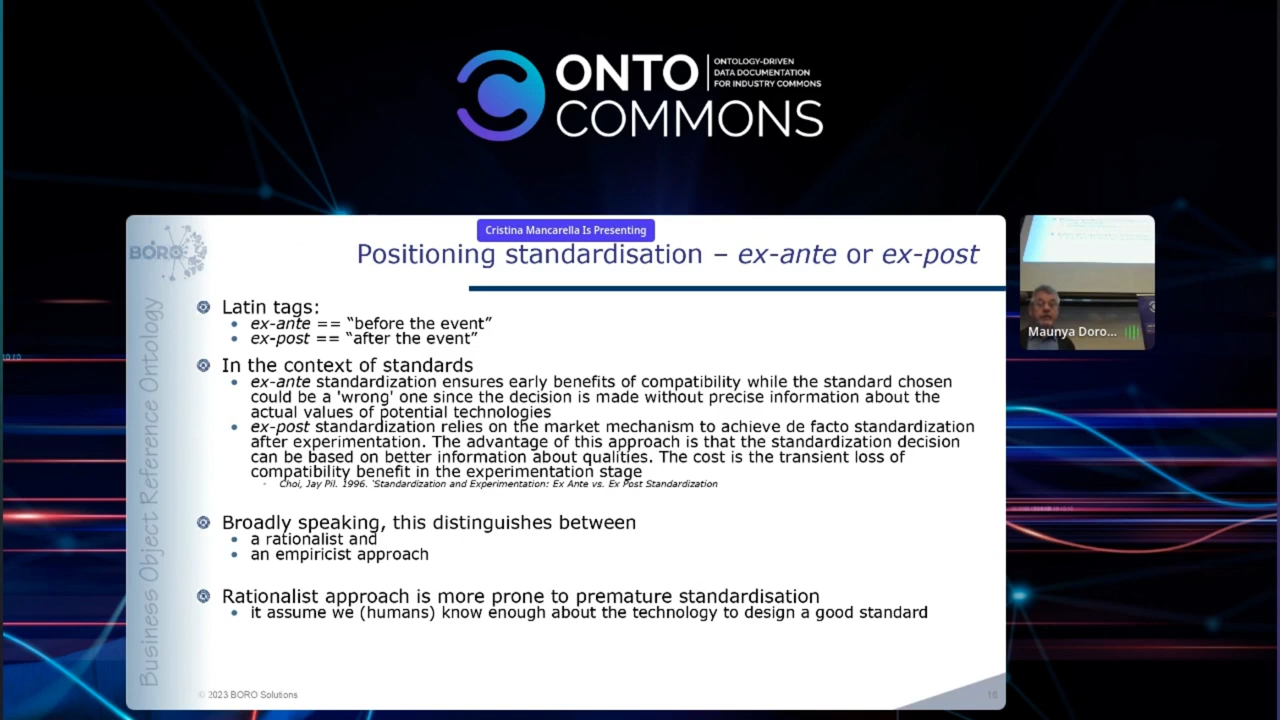 ONTO
COMMONS
ONTOLOGY-DRIVEN
DATA DOCUMENTATION
FOR INDUSTRY COMMONS
Cristina Mancarella Is Presenting
BORO
Business Object Reference Ontology
Positioning standardisation – ex-ante or ex-post
Latin tags:
ex-ante == “before the event”
ex-post == “after the event”
In the context of standards
ex-ante standardization ensures early benefits of compatibility while the standard chosen
could be a 'wrong' one since the decision is made without precise information about the
actual values of potential technologies
ex-post standardization relies on the market mechanism to achieve de facto standardization
after experimentation. The advantage of this approach is that the standardization decision
can be based on better information about qualities. The cost is the transient loss of
compatibility benefit in the experimentation stage
Choi, Jay Pil. 1996. 'Standardization and Experimentation: Ex Ante vs. Ex Post Standardization
Broadly speaking, this distinguishes between
a rationalist and
an empiricist approach
Rationalist approach is more prone to premature standardisation
it assume we (humans) know enough about the technology to design a good standard
© 2023 BORO Solutions
16
Maunya Doro...